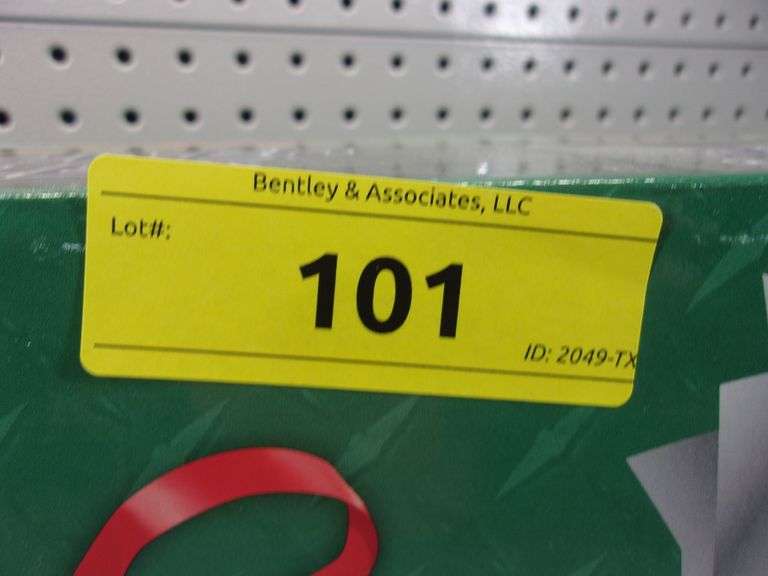 Bentley & Associates, LLC
Lot#:
101
ID: 2049-TX